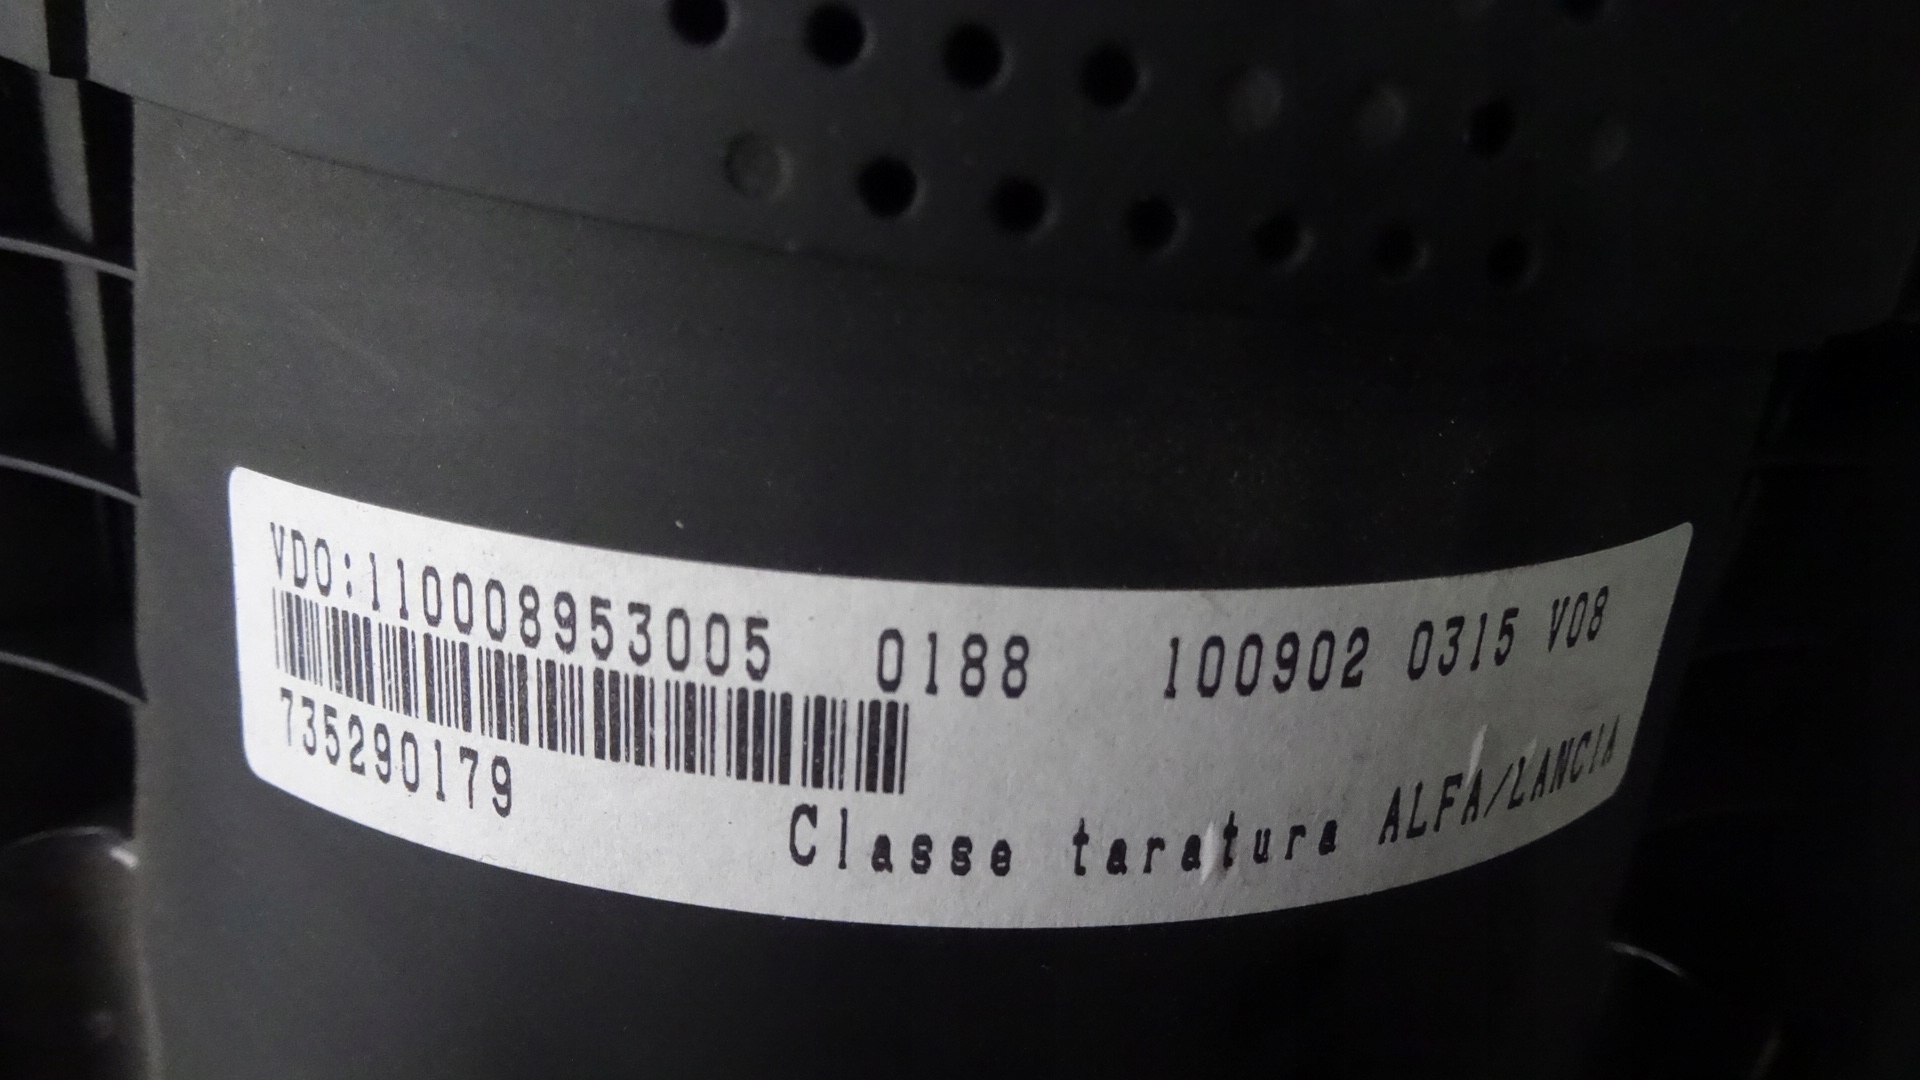 VDO:110008953005 0188 100902 0315 V08
735290179
Classe taratura ALFA/LANCIA